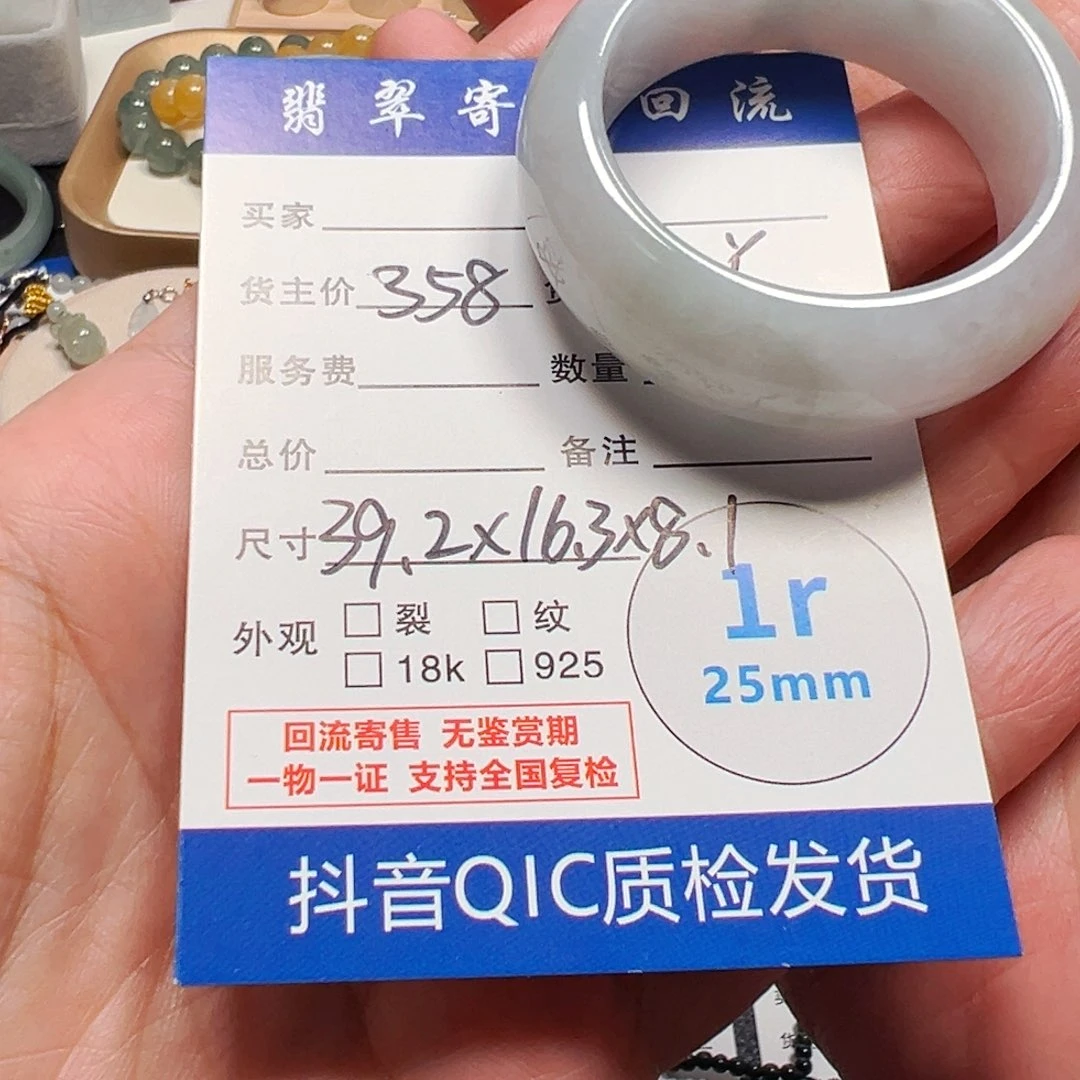 翡翠寄 回流
买家
货主价 358
服务费 数量
总价 备注
尺寸 39.2x16.3x8.1
外观 □裂 □纹
□18k □925
1r
25mm
回流寄售 无鉴赏期
一物一证 支持全国复检
抖音QIC质检发货